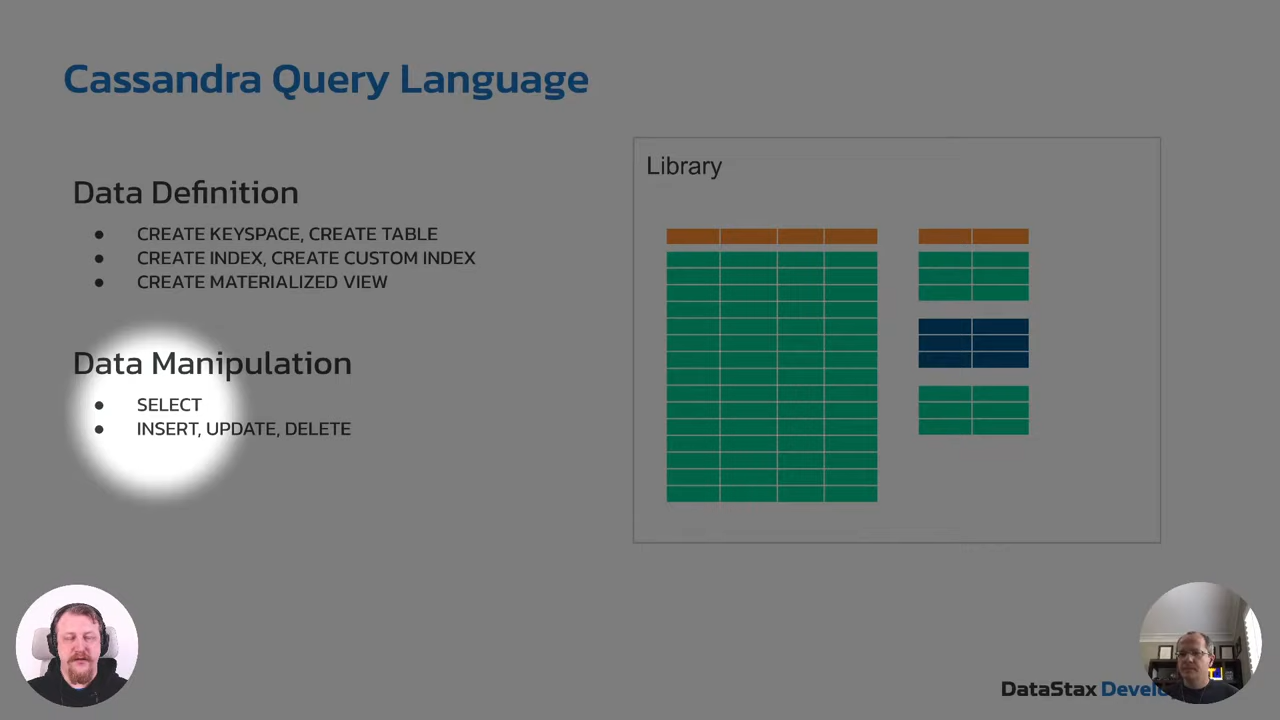 Cassandra Query Language
Data Definition
● CREATE KEYSPACE, CREATE TABLE
● CREATE INDEX, CREATE CUSTOM INDEX
● CREATE MATERIALIZED VIEW
Data Manipulation
● SELECT
● INSERT, UPDATE, DELETE
Library
DataStax